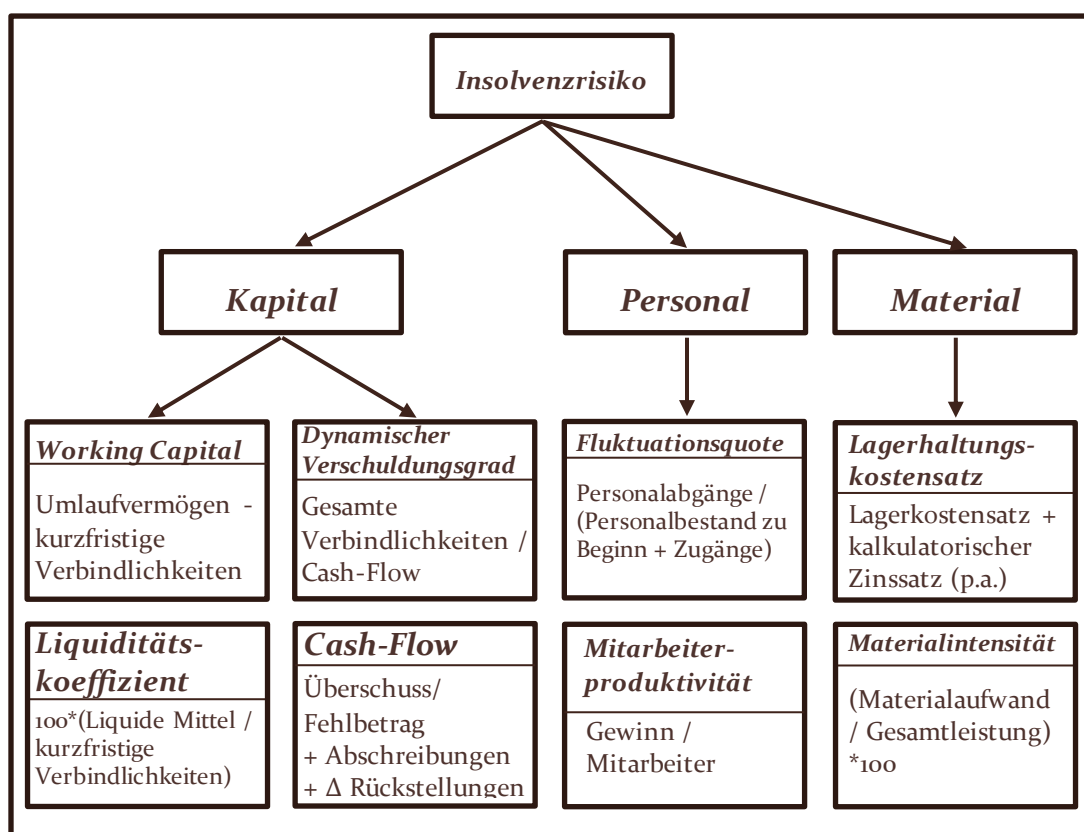 Insolvenzrisiko
Kapital
Personal
Material
Working Capital
Umlaufvermögen -
kurzfristige
Verbindlichkeiten
Dynamischer
Verschuldungsgrad
Gesamte
Verbindlichkeiten /
Cash-Flow
Fluktuationsquote
Personalabgänge /
(Personalbestand zu
Beginn + Zugänge)
Lagerhaltungs-
kostensatz
Lagerkostensatz +
kalkulatorischer
Zinssatz (p.a.)
Liquiditäts-
koeffizient
100*(Liquide Mittel /
kurzfristige
Verbindlichkeiten)
Cash-Flow
Überschuss/
Fehlbetrag
+ Abschreibungen
+ Δ Rückstellungen
Mitarbeiter-
produktivität
Gewinn /
Mitarbeiter
Materialintensität
(Materialaufwand
/ Gesamtleistung)
*100